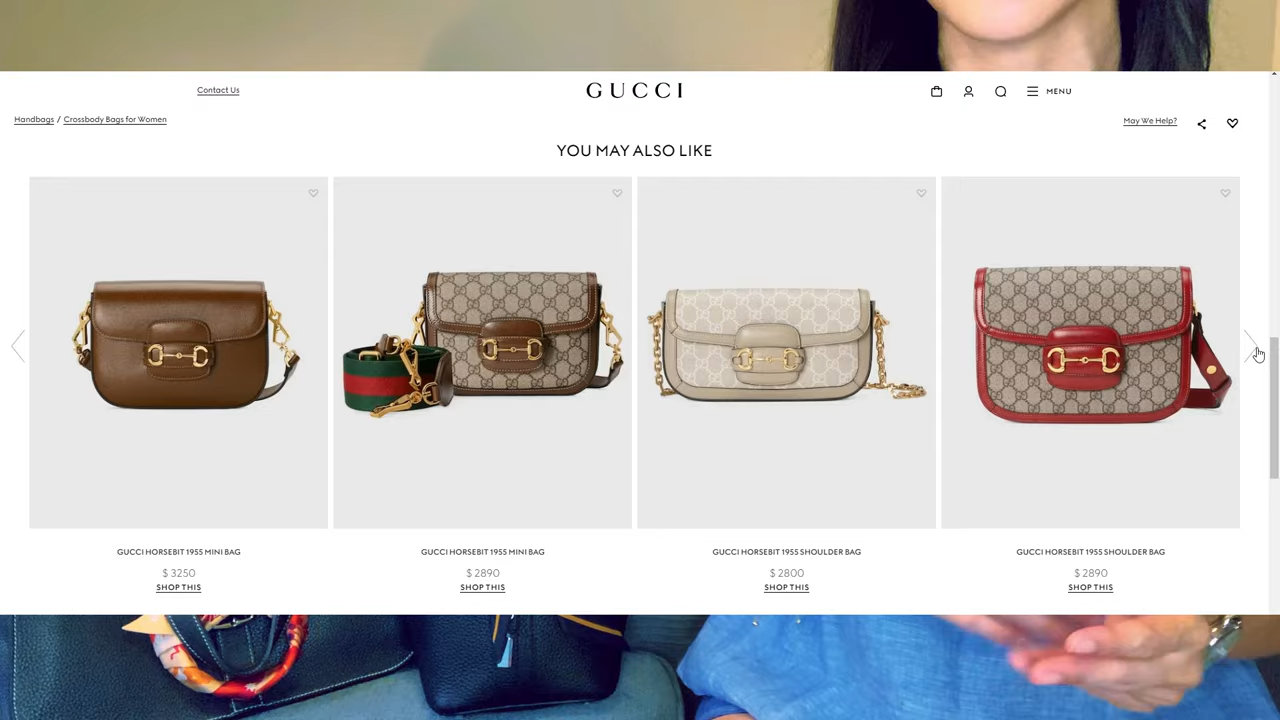 Contact Us
GUCCI
MENU
Handbags / Crossbody Bags for Women
May We Help?
YOU MAY ALSO LIKE
GUCCI HORSEBIT 1955 MINI BAG
$ 3250
SHOP THIS
GUCCI HORSEBIT 1955 MINI BAG
$ 2890
SHOP THIS
GUCCI HORSEBIT 1955 SHOULDER BAG
$ 2800
SHOP THIS
GUCCI HORSEBIT 1955 SHOULDER BAG
$ 2890
SHOP THIS